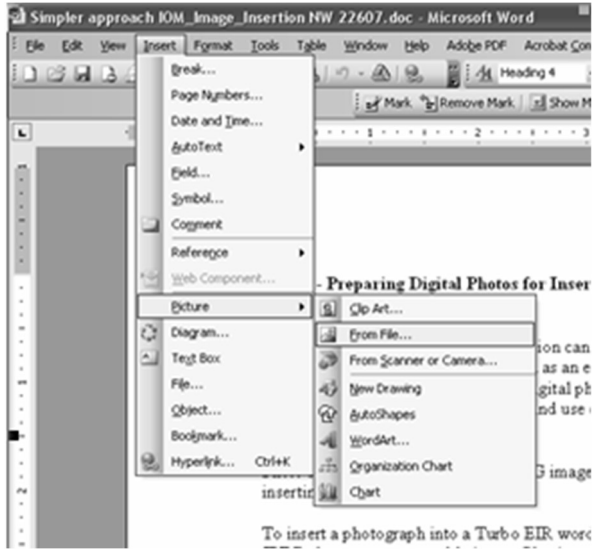 Simpler approach IOM_Image_Insertion NW 22607.doc - Microsoft Word
File Edit View Insert Format Tools Table Window Help Adobe PDF Acrobat
Heading 4
Mark Remove Mark Show
Break...
Page Numbers...
Date and Time...
AutoText
Field...
Symbol...
Comment
Reference
Web Component...
Picture
Diagram...
Text Box
File...
Object...
Bookmark...
Hyperlink... Ctrl+K
1 2 3
- Preparing Digital Photos for Inser
Clip Art...
From File...
From Scanner or Camera...
New Drawing
AutoShapes
WordArt...
Organization Chart
Chart
ion can
as an e
gital ph
nd use
G image
insertin
To insert a photograph into a Turbo EIR word